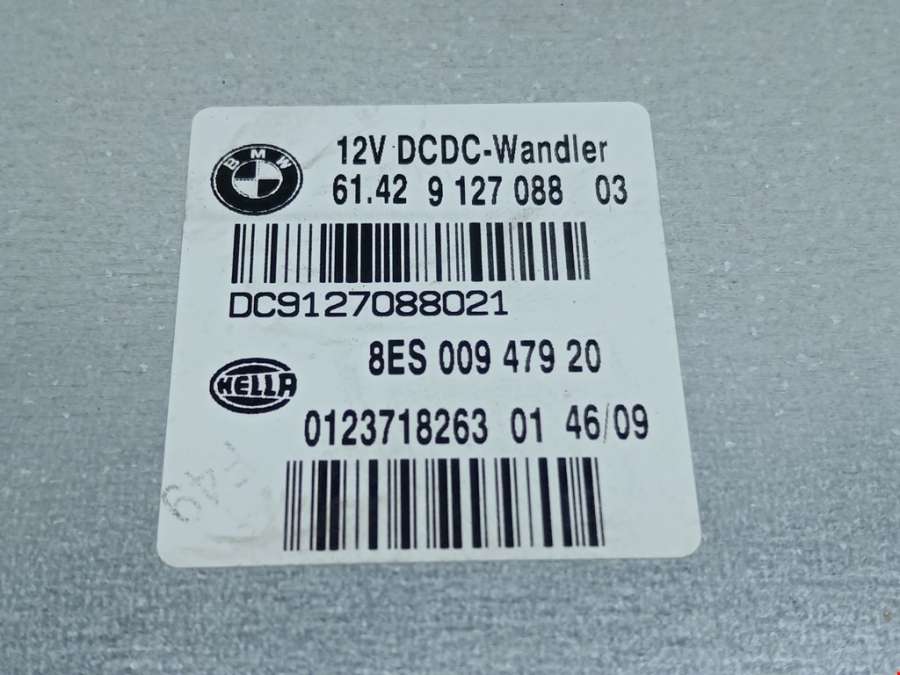 BMW
12V DCDC-Wandler
61.42 9 127 088 03
DC9127088021
8ES 009 479 20
HELLA
0123718263 01 46/09